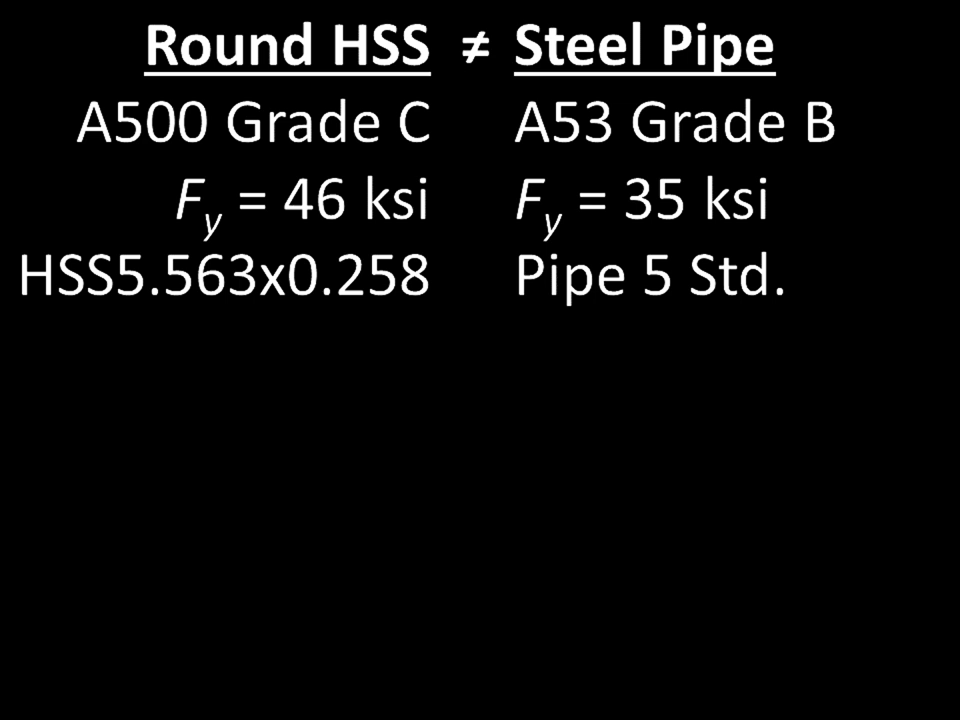 Round HSS ≠ Steel Pipe
A500 Grade C A53 Grade B
Fy = 46 ksi Fy = 35 ksi
HSS5.563x0.258 Pipe 5 Std.